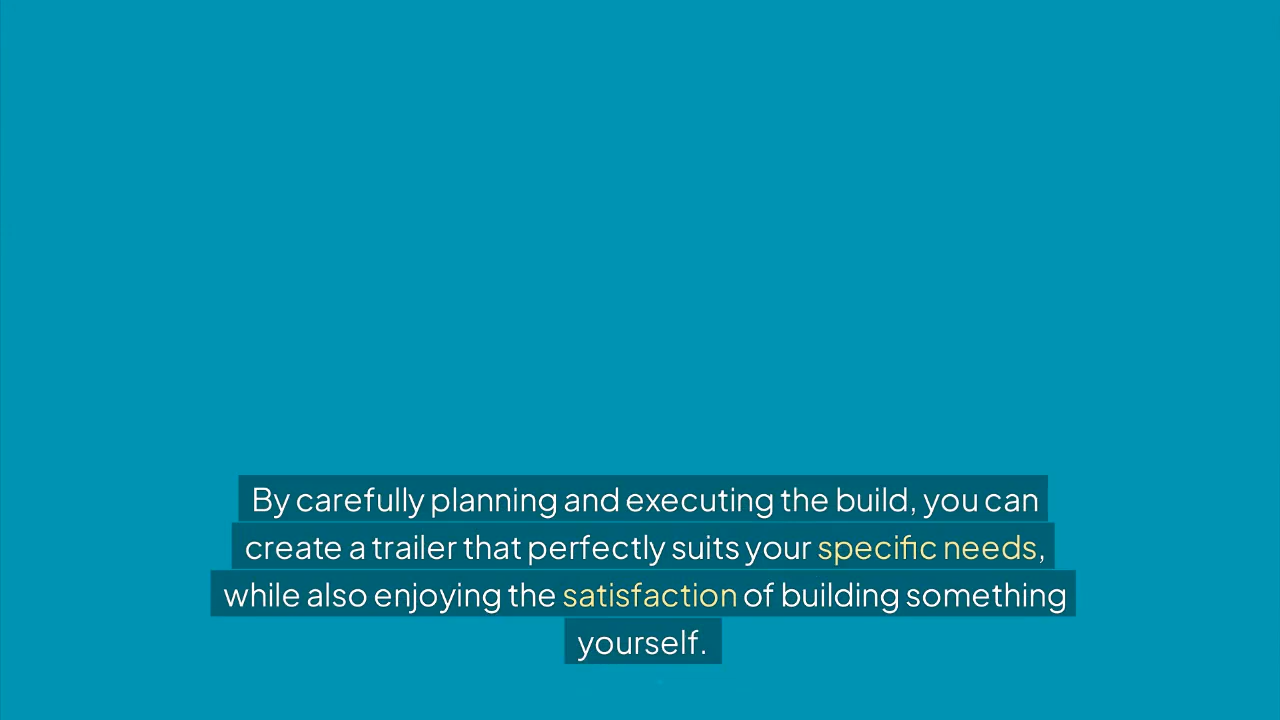 By carefully planning and executing the build, you can
create a trailer that perfectly suits your specific needs,
while also enjoying the satisfaction of building something
yourself.